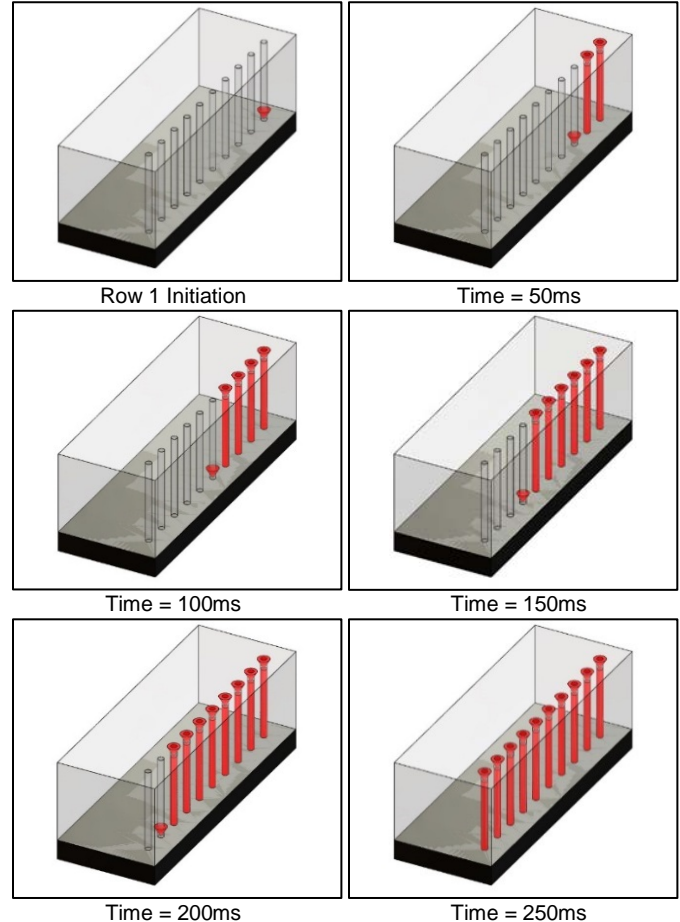 Row 1 Initiation
Time = 50ms
Time = 100ms
Time = 150ms
Time = 200ms
Time = 250ms